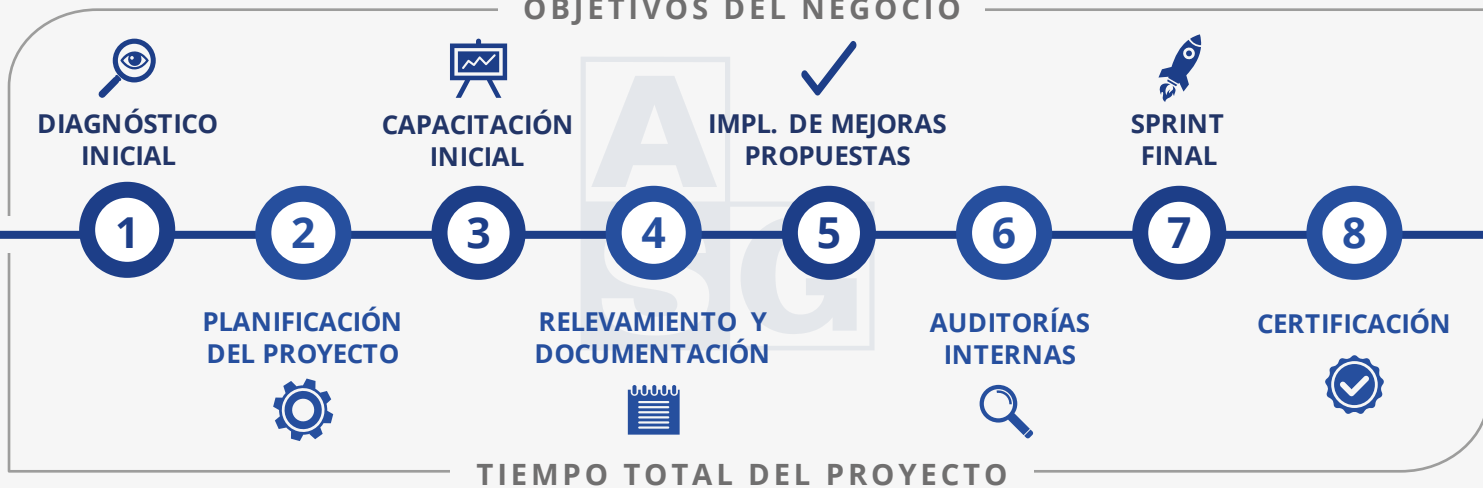 OBJETIVOS DEL NEGOCIO
DIAGNÓSTICO
INICIAL
CAPACITACIÓN
INICIAL
IMPL. DE MEJORAS
PROPUESTAS
SPRINT
FINAL
1
2
3
4
5
6
7
8
PLANIFICACIÓN
DEL PROYECTO
RELEVAMIENTO Y
DOCUMENTACIÓN
AUDITORÍAS
INTERNAS
CERTIFICACIÓN
TIEMPO TOTAL DEL PROYECTO
A
SG